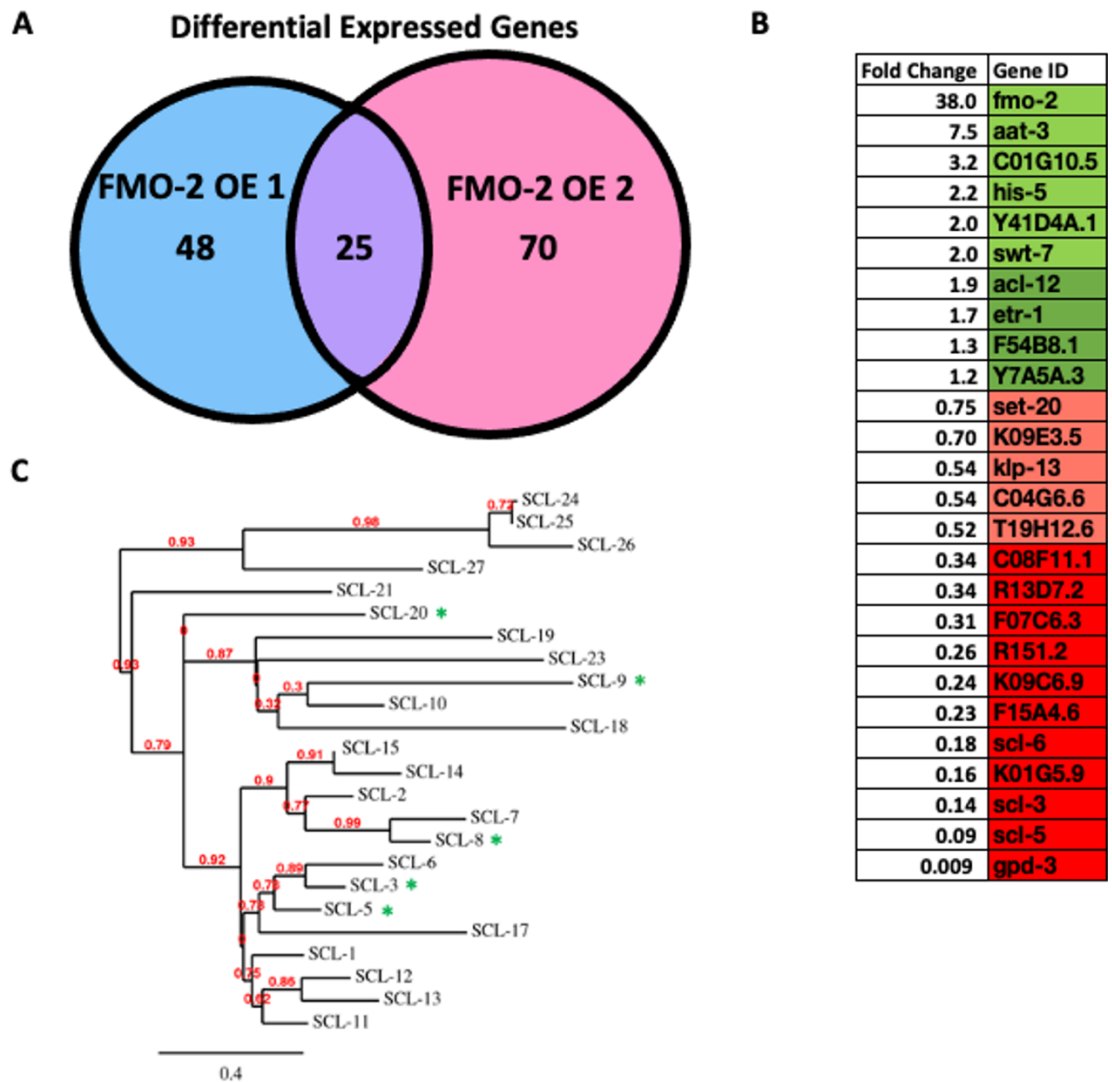 A
Differential Expressed Genes
FMO-2 OE 1
48
25
FMO-2 OE 2
70
B
Fold Change Gene ID
38.0 fmo-2
7.5 aat-3
3.2 C01G10.5
2.2 his-5
2.0 Y41D4A.1
2.0 swt-7
1.9 acl-12
1.7 etr-1
1.3 F54B8.1
1.2 Y7A5A.3
0.75 set-20
0.70 K09E3.5
0.54 klp-13
0.54 C04G6.6
0.52 T19H12.6
0.34 C08F11.1
0.34 R13D7.2
0.31 F07C6.3
0.26 R151.2
0.24 K09C6.9
0.23 F15A4.6
0.18 scl-6
0.16 K01G5.9
0.14 scl-3
0.09 scl-5
0.009 gpd-3
C
SCL-24
0.72
SCL-25
0.98
0.93
SCL-26
SCL-27
SCL-21
SCL-20 *
0
SCL-19
0.87
SCL-23
0.93
0
SCL-9 *
0.3
0.32
SCL-10
SCL-18
0.79
SCL-15
0.91
SCL-14
0.9
SCL-2
0.77
SCL-7
0.99
SCL-8 *
0.92
SCL-6
0.89
SCL-3 *
0.73
SCL-5 *
0.73
SCL-17
0
SCL-1
0.75
SCL-12
0.86
SCL-13
0.62
SCL-11
0.4